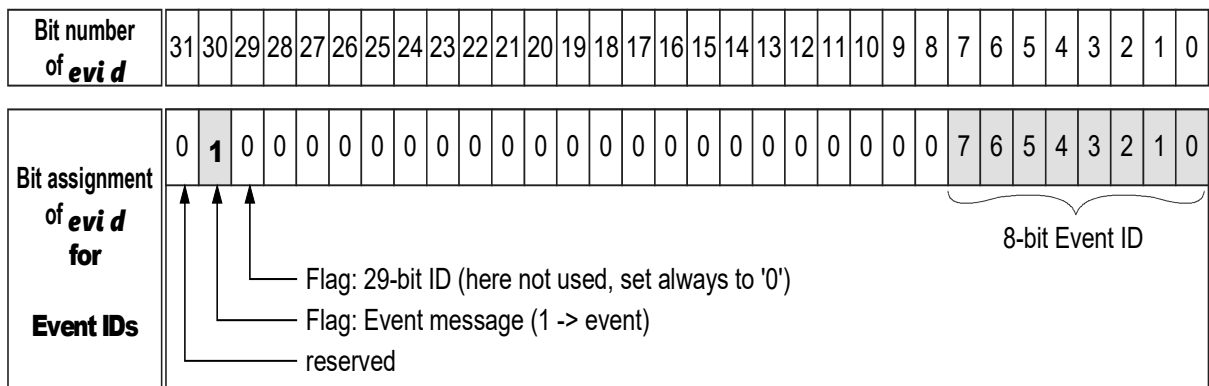 Bit number
of evi d
31 30 29 28 27 26 25 24 23 22 21 20 19 18 17 16 15 14 13 12 11 10 9 8 7 6 5 4 3 2 1 0
Bit assignment
of evi d
for
Event IDs
0 1 0 0 0 0 0 0 0 0 0 0 0 0 0 0 0 0 0 0 0 0 0 0 7 6 5 4 3 2 1 0
8-bit Event ID
Flag: 29-bit ID (here not used, set always to '0')
Flag: Event message (1 -> event)
reserved